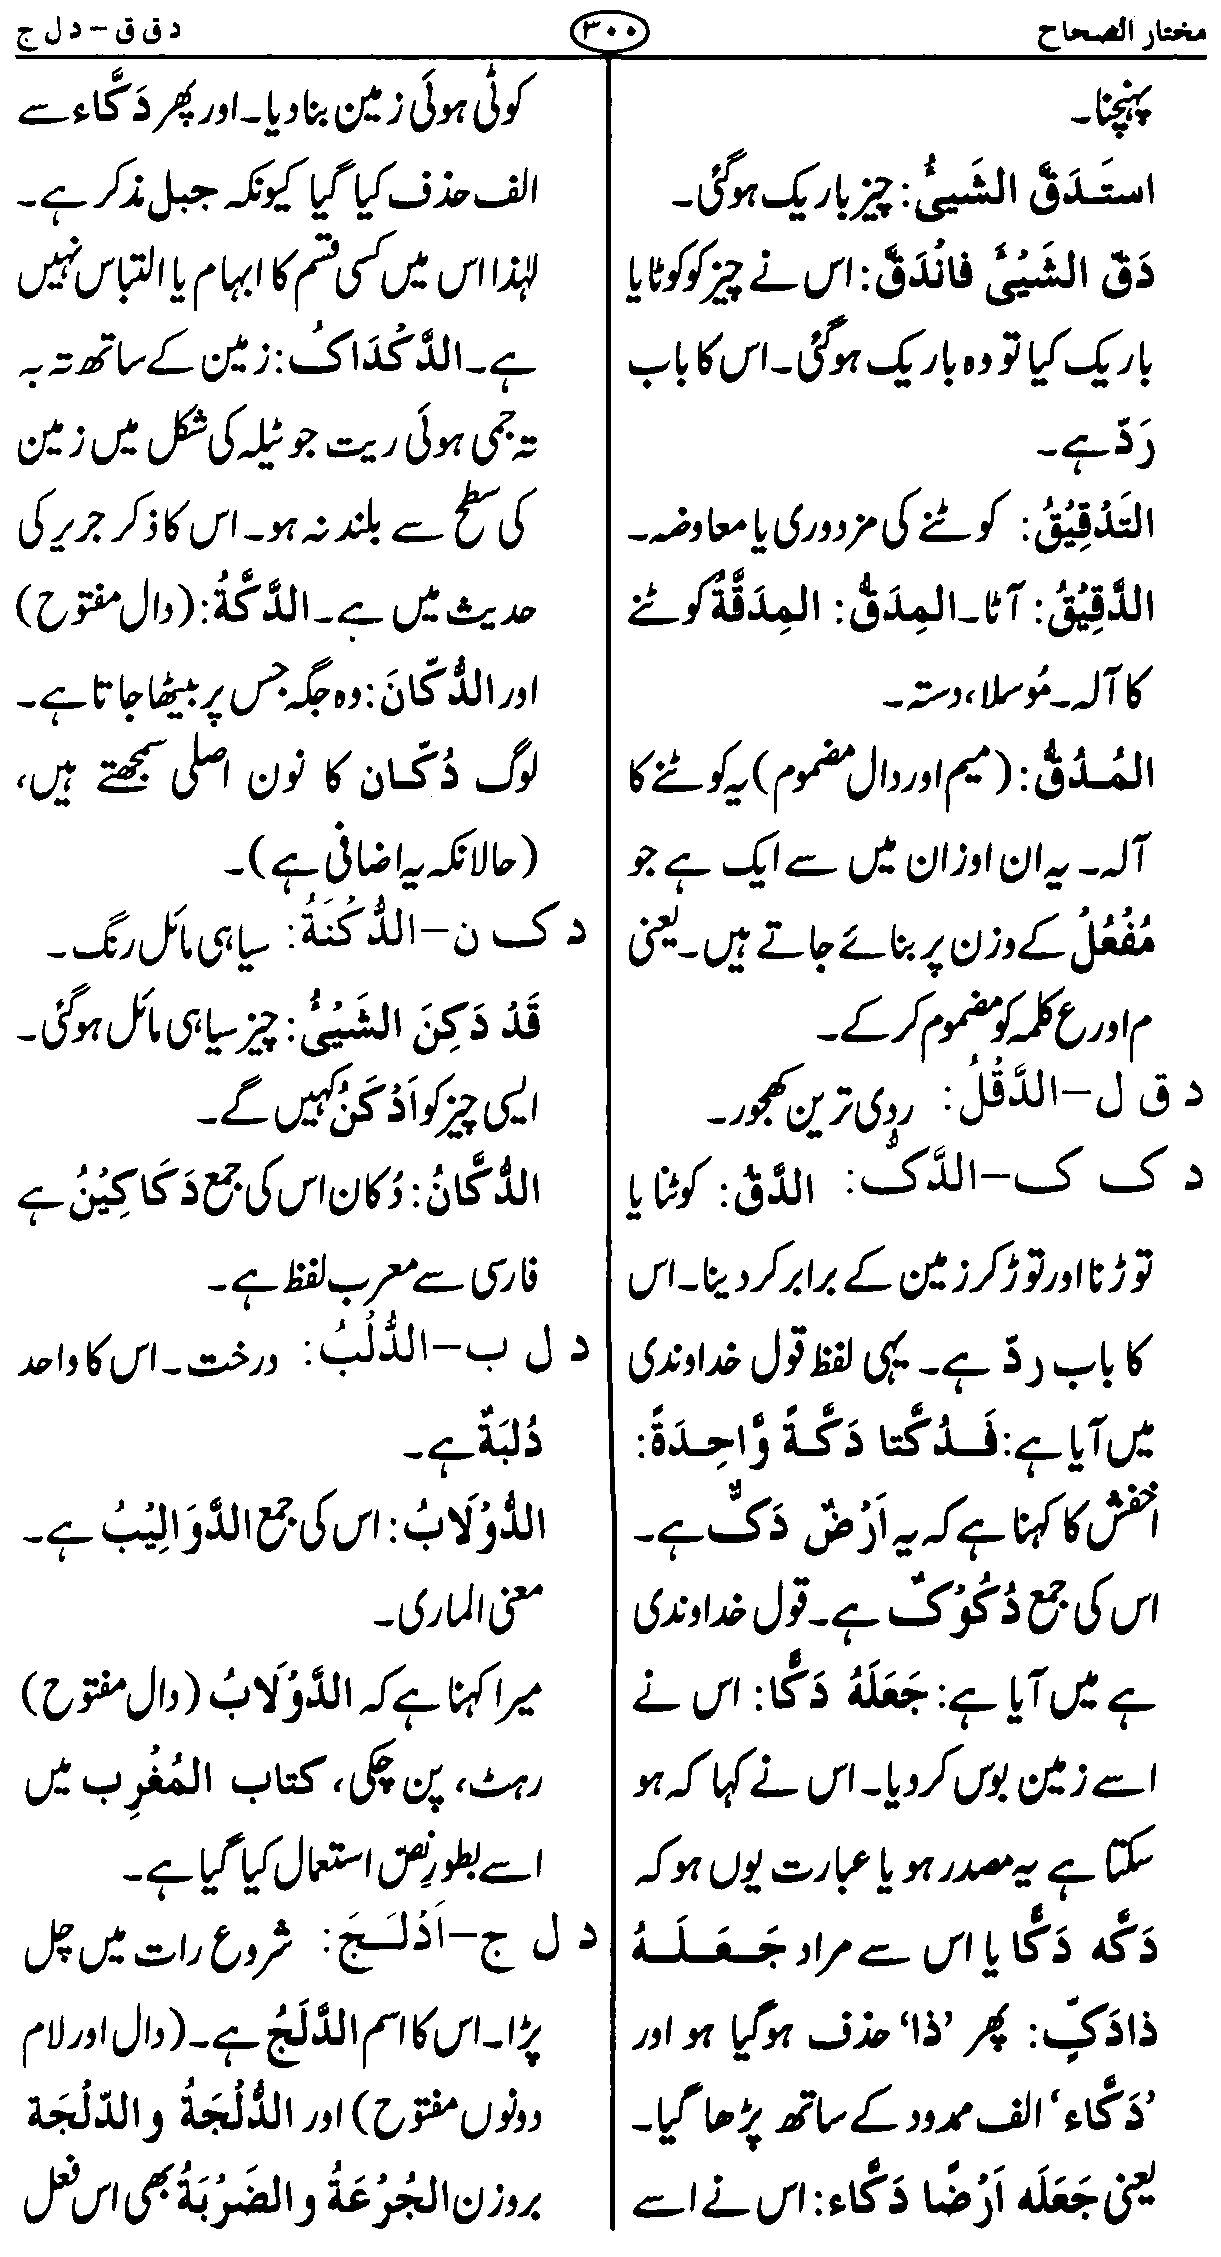 مختار الصحاح
۳۰۰
د ق ق – د ل ج
پہنچنا۔
استَدَقَّ الشَیئُ: چیز باریک ہوگئی۔
دَقّ الشَیْئَ فانْدَقَّ: اس نے چیز کو کوٹا یا
باریک کیا تو وہ باریک ہوگئی۔ اس کا باب
رَدّ ہے۔
التَدْقِیْقُ: کوٹنے کی مزدوری یا معاوضہ۔
الدَّقِیْقُ: آٹا۔ المِدَقُّ: المِدَقَّةُ کوٹنے
کا آلہ۔ مُوسلا، دستہ۔
المُدُقُّ: (میم اور دال مضموم) یہ کوٹنے کا
آلہ۔ یہ ان اوزان میں سے ایک ہے جو
مُفْعُلُ کے وزن پر بنائے جاتے ہیں۔ یعنی
م اور ع کلمہ کو مضموم کر کے۔
د ق ل – الدَّقْلُ: ردی ترین کھجور۔
د ک ک – الدَّکُّ: الدَّقّ: کوٹنا یا
توڑنا اور توڑ کر زمین کے برابر کر دینا۔ اس
کا باب ردّ ہے۔ یہی لفظ قول خداوندی
میں آیا ہے: فَدُکَّتا دَکَّةً وَّاحِدَةً:
اخفش کا کہنا ہے کہ یہ اَرْضٌ دَکٌّ ہے۔
اس کی جمع دُکُوْکٌ ہے۔ قول خداوندی
ہے میں آیا ہے: جَعَلَهُ دَکًّا: اس نے
اسے زمین بوس کر دیا۔ اس نے کہا کہ ہو
سکتا ہے یہ مصدر ہو یا عبارت یوں ہو کہ
دَکَّه دَکًّا یا اس سے مراد جَعَلَهُ
ذادَکٍّ: پھر ’ذا‘ حذف ہوگیا ہو اور
’دَکَّاء‘ الف ممدود کے ساتھ پڑھا گیا۔
یعنی جَعَلَه اَرْضًا دَکَّاء: اس نے اسے
کوٹی ہوئی زمین بنا دیا۔ اور پھر دَکَّاء سے
الف حذف کیا گیا کیونکہ جبل مذکر ہے۔
لہٰذا اس میں کسی قسم کا ابہام یا التباس نہیں
ہے۔ الدَّکْدَاکُ: زمین کے ساتھ تہ بہ
تہ جمی ہوئی ریت جو ٹیلہ کی شکل میں زمین
کی سطح سے بلند نہ ہو۔ اس کا ذکر جریر کی
حدیث میں ہے۔ الدَّکَّةُ: (دال مفتوح)
اور الدُّکّانَ: وہ جگہ جس پر بیٹھا جاتا ہے۔
لوگ دُکّان کا نون اصلی سمجھتے ہیں،
(حالانکہ یہ اضافی ہے)۔
د ک ن – الدُّکْنَةُ: سیاہی مائل رنگ۔
قَدْ دَکِنَ الشَیْئُ: چیز سیاہی مائل ہوگئی۔
ایسی چیز کو اَدْکَنُ کہیں گے۔
الدُّکَّانُ: دُکان اس کی جمع دَکَاکِیْنُ ہے
فارسی سے معرب لفظ ہے۔
د ل ب – الدُّلْبُ: درخت۔ اس کا واحد
دُلبَةٌ ہے۔
الدُّوْلَابُ: اس کی جمع الدَّوَالِیْبُ ہے۔
معنی الماری۔
میرا کہنا ہے کہ الدَّوْلَابُ (دال مفتوح)
رہٹ، پن چکی، کتاب المُغْرِب میں
اسے بطورِ نص استعمال کیا گیا ہے۔
د ل ج – اَدْلَجَ: شروع رات میں چل
پڑا۔ اس کا اسم الدَّلَجُ ہے۔ (دال اور لام
دونوں مفتوح) اور الدُّلْجَةُ والدّلْجَة
بروزن الجُرْعَةُ والضَرْبَةُ بھی اس فعل